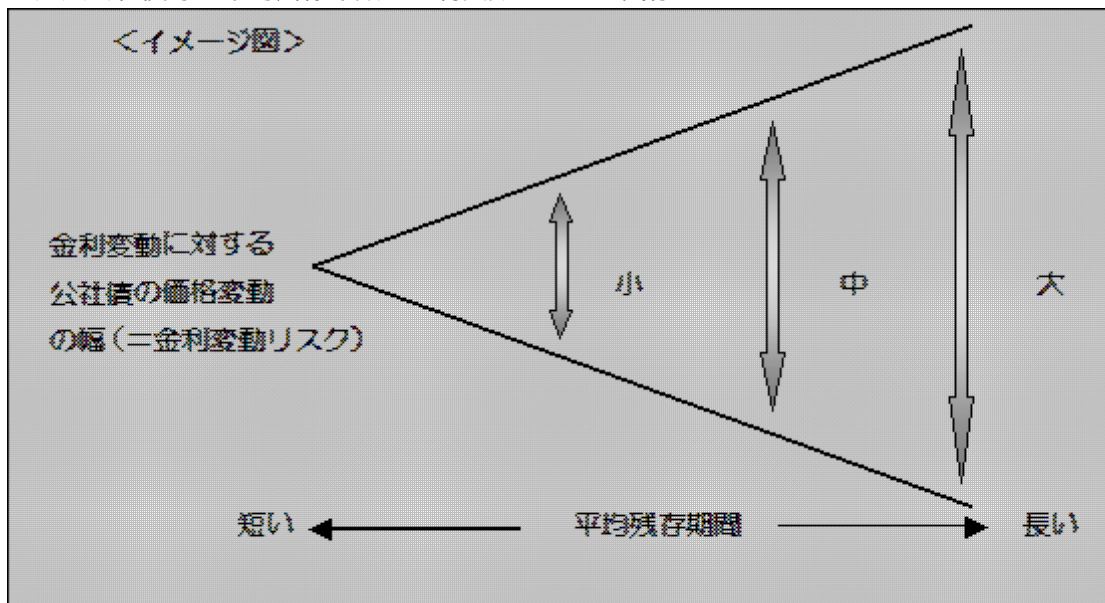 ＜イメージ図＞
金利変動に対する
公社債の価格変動
の幅（＝金利変動リスク）
小
中
大
短い
平均残存期間
長い